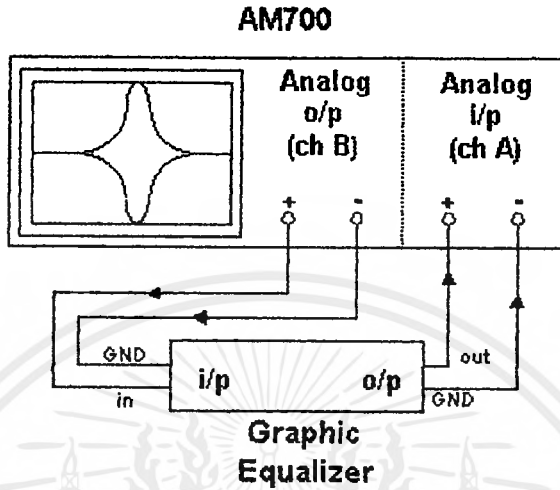 AM700
Analog
o/p
(ch B)
Analog
i/p
(ch A)
+
-
+
-
GND
in
i/p
o/p
out
GND
Graphic
Equalizer